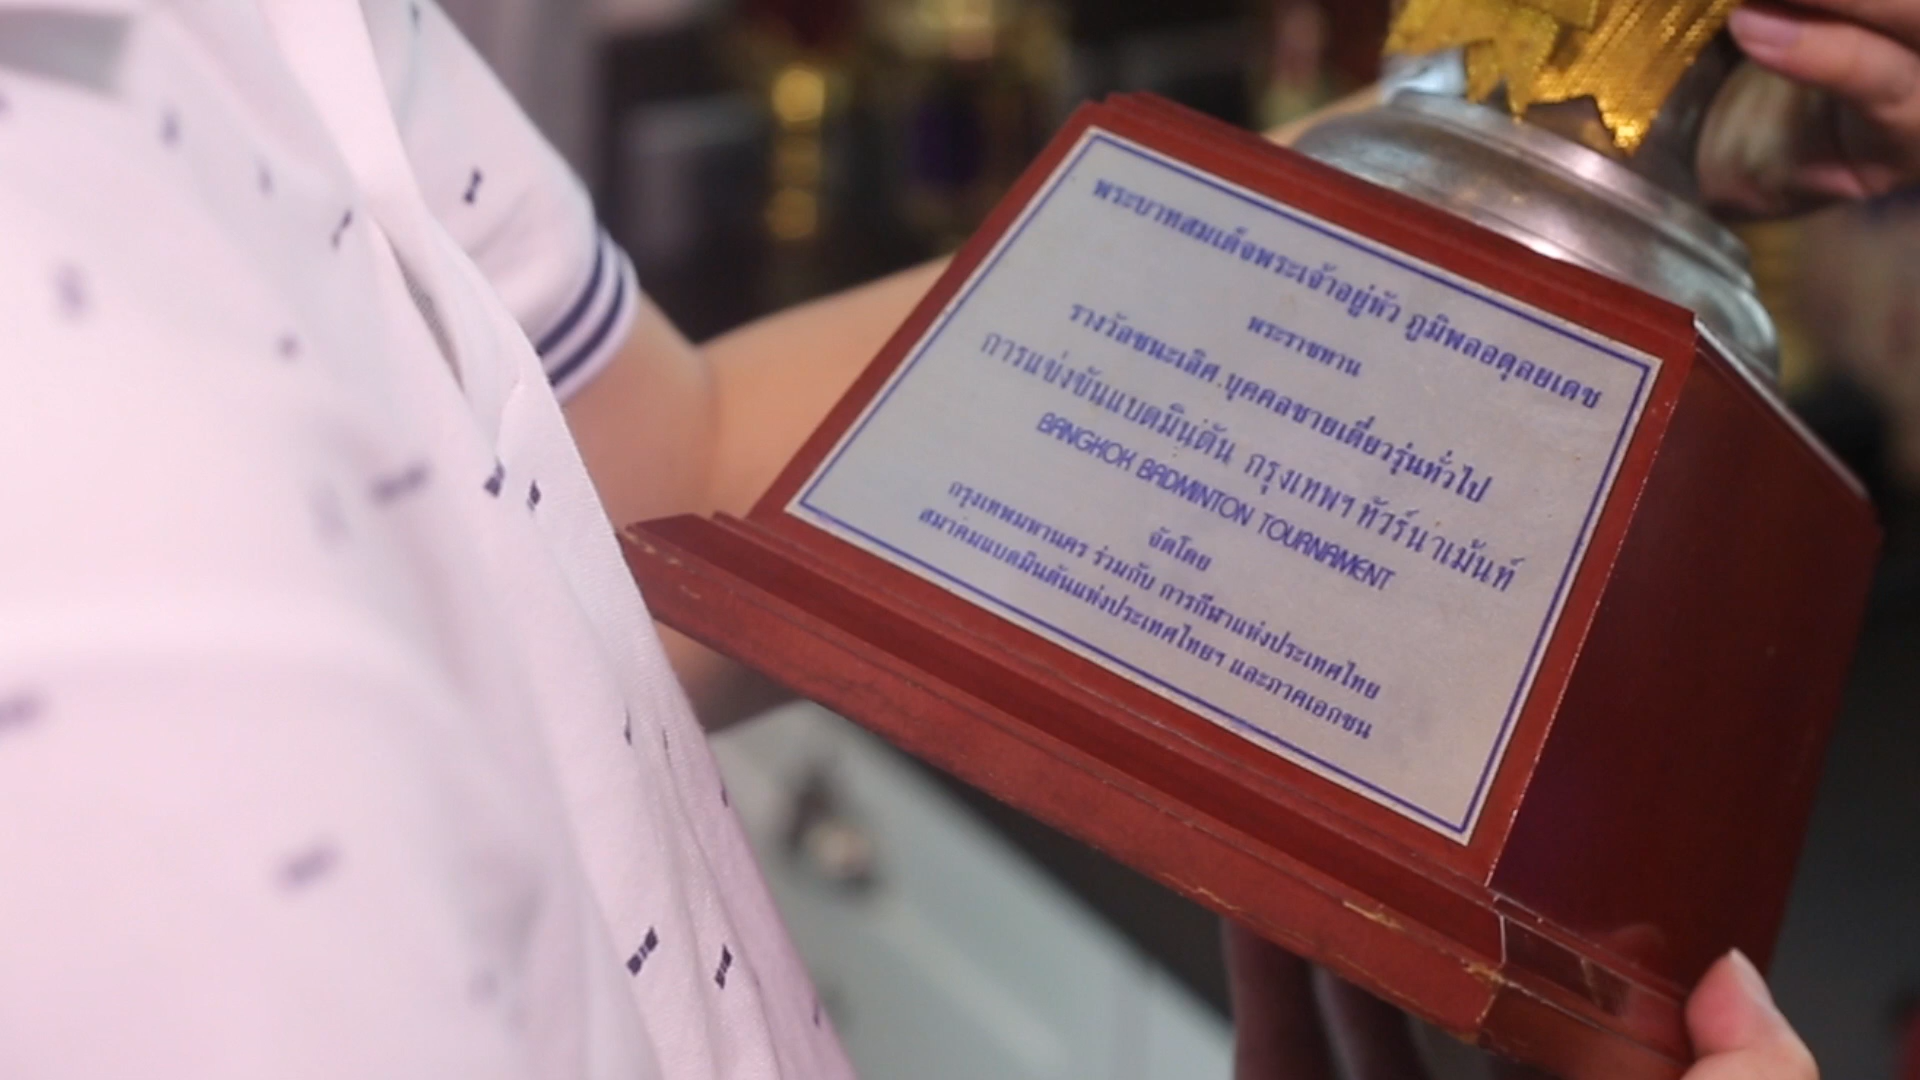 พระบาทสมเด็จพระเจ้าอยู่หัว ภูมิพลอดุลยเดช
พระราชทาน
รางวัลชนะเลิศ.บุคคลชายเดี่ยวรุ่นทั่วไป
การแข่งขันแบดมินตัน กรุงเทพฯ ทัวร์นาเม้นท์
BANGKOK BADMINTON TOURNAMENT
จัดโดย
กรุงเทพมหานคร ร่วมกับ การกีฬาแห่งประเทศไทย
สมาคมแบดมินตันแห่งประเทศไทยฯ และภาคเอกชน